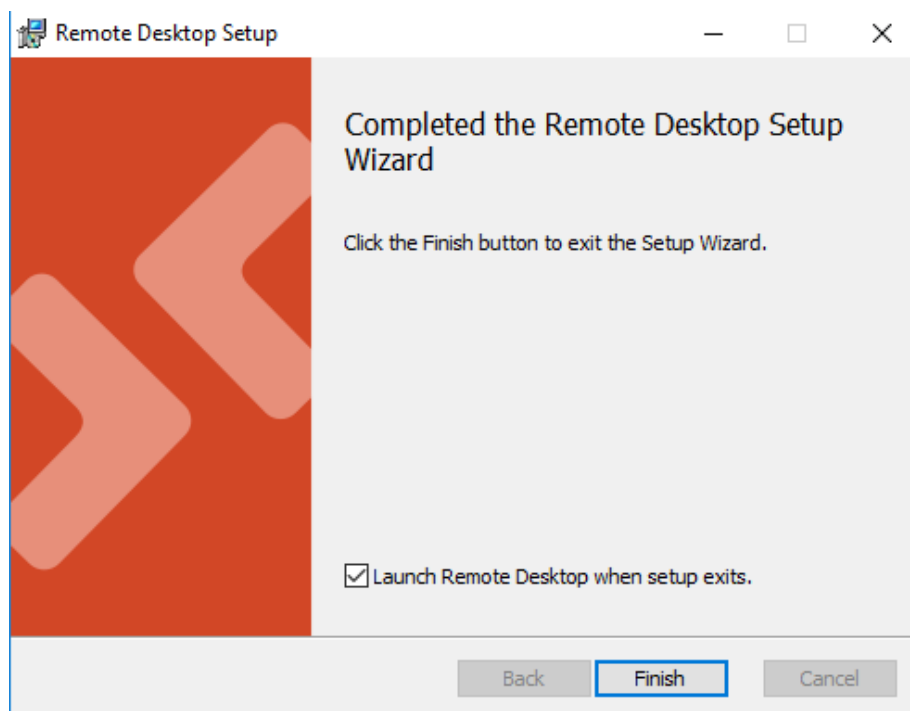 Remote Desktop Setup
Completed the Remote Desktop Setup
Wizard
Click the Finish button to exit the Setup Wizard.
Launch Remote Desktop when setup exits.
Back Finish Cancel